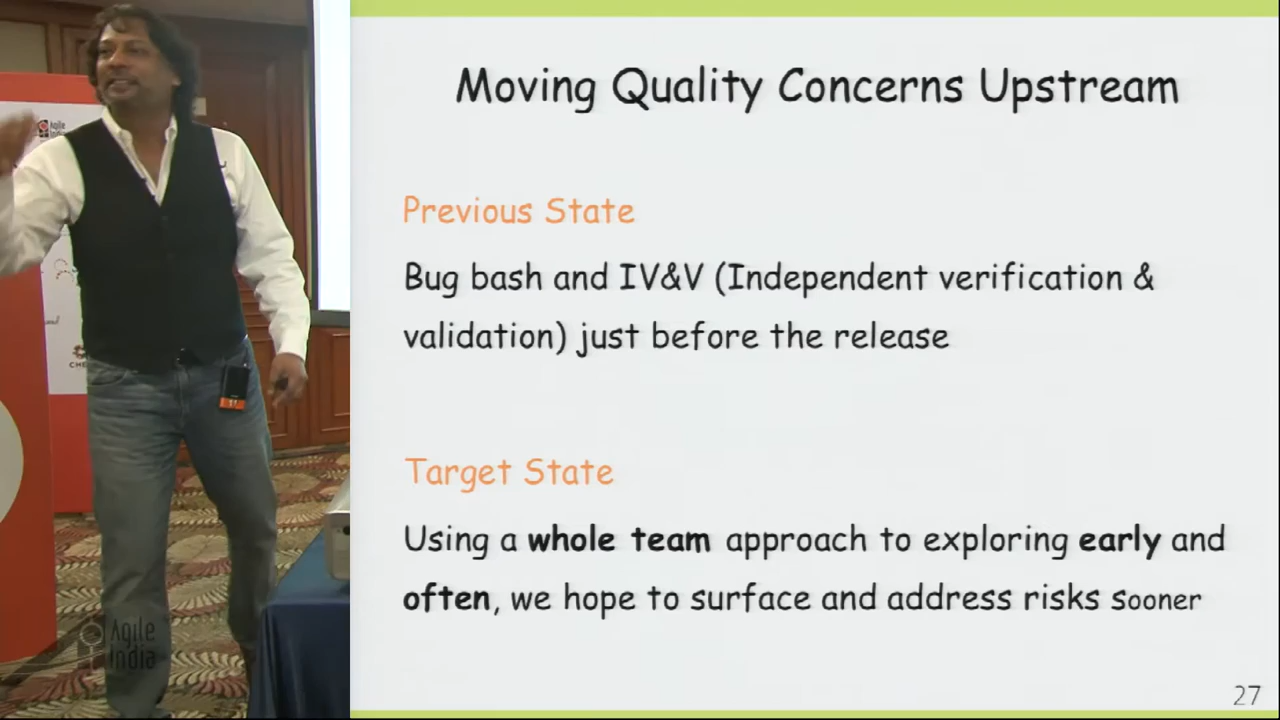 Moving Quality Concerns Upstream
Previous State
Bug bash and IV&V (Independent verification &
validation) just before the release
Target State
Using a whole team approach to exploring early and
often, we hope to surface and address risks sooner
27
Agile
India
Agile